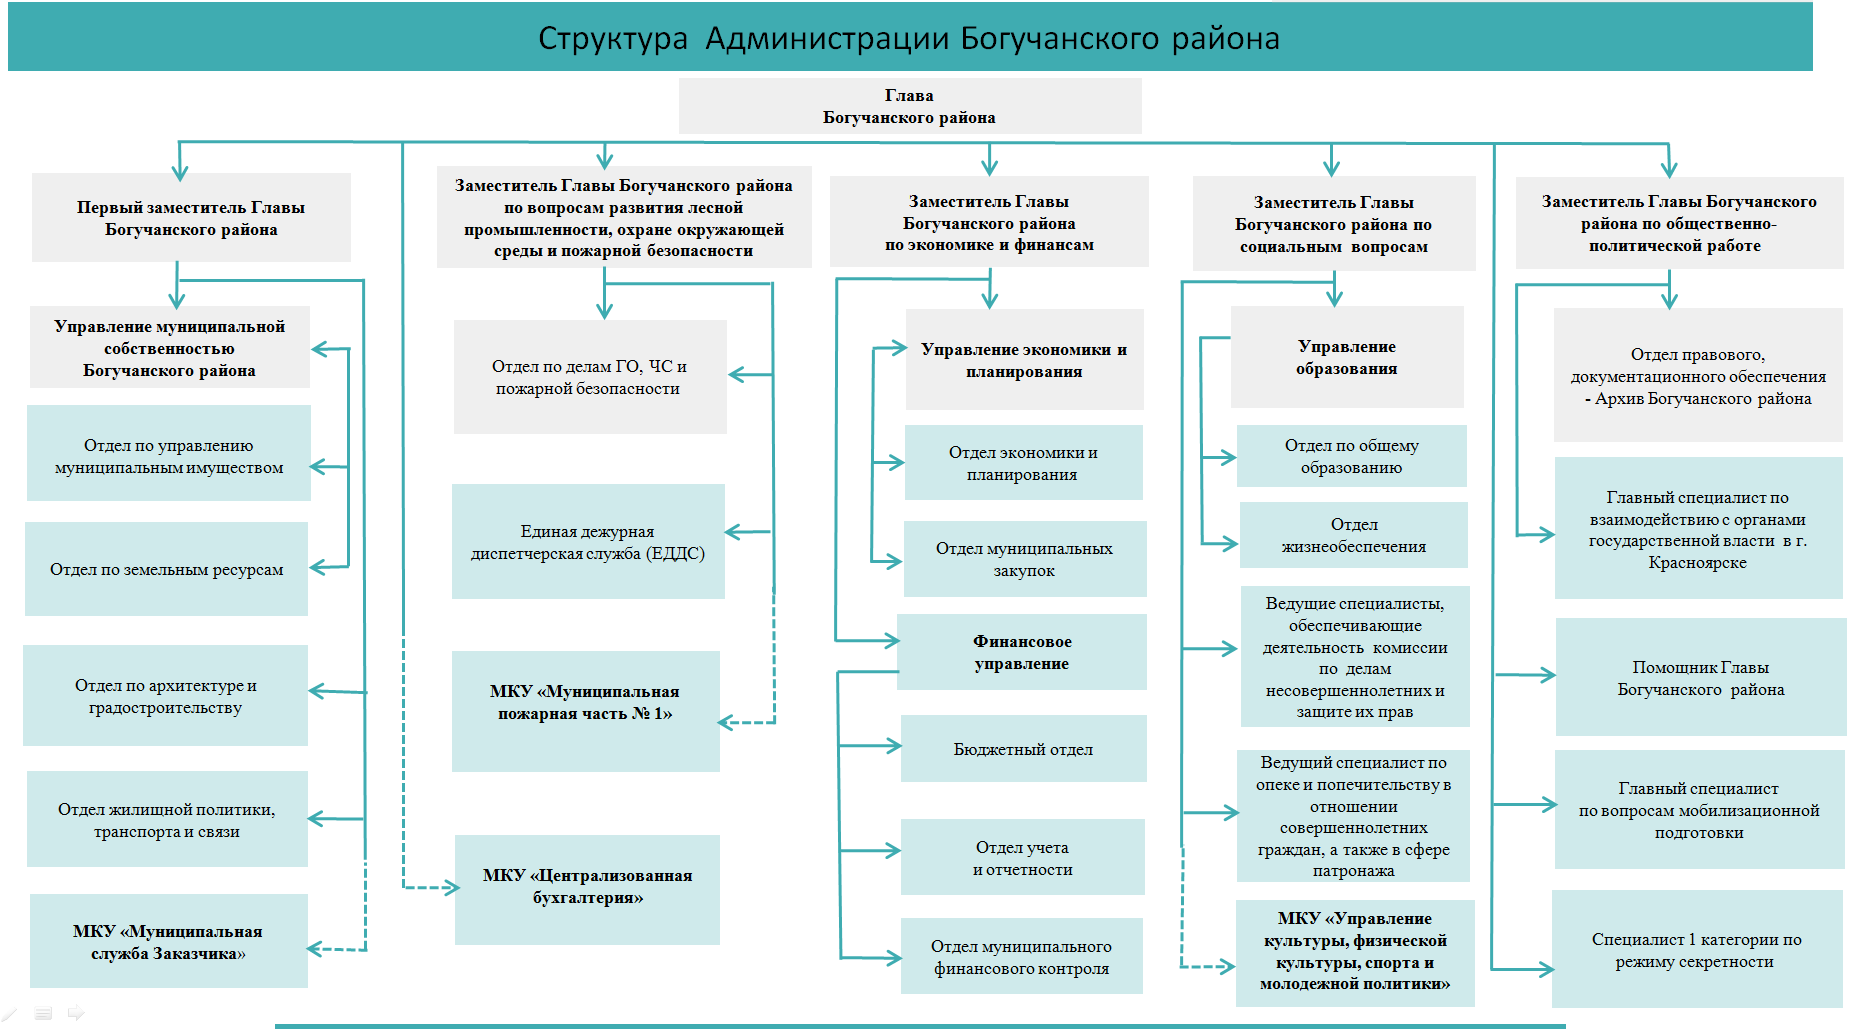 Структура Администрации Богучанского района
Глава
Богучанского района
Первый заместитель Главы
Богучанского района
Управление муниципальной
собственностью
Богучанского района
Отдел по управлению
муниципальным имуществом
Отдел по земельным ресурсам
Отдел по архитектуре и
градостроительству
Отдел жилищной политики,
транспорта и связи
МКУ «Муниципальная
служба Заказчика»
Заместитель Главы Богучанского района
по вопросам развития лесной
промышленности, охране окружающей
среды и пожарной безопасности
Отдел по делам ГО, ЧС и
пожарной безопасности
Единая дежурная
диспетчерская служба (ЕДДС)
МКУ «Муниципальная
пожарная часть № 1»
МКУ «Централизованная
бухгалтерия»
Заместитель Главы
Богучанского района
по экономике и финансам
Управление экономики и
планирования
Отдел экономики и
планирования
Отдел муниципальных
закупок
Финансовое
управление
Бюджетный отдел
Отдел учета
и отчетности
Отдел муниципального
финансового контроля
Заместитель Главы
Богучанского района по
социальным вопросам
Управление
образования
Отдел по общему
образованию
Отдел
жизнеобеспечения
Ведущие специалисты,
обеспечивающие
деятельность комиссии
по делам
несовершеннолетних и
защите их прав
Ведущий специалист по
опеке и попечительству в
отношении
совершеннолетних
граждан, а также в сфере
патронажа
МКУ «Управление
культуры, физической
культуры, спорта и
молодежной политики»
Заместитель Главы Богучанского
района по общественно-
политической работе
Отдел правового,
документационного обеспечения
- Архив Богучанского района
Главный специалист по
взаимодействию с органами
государственной власти в г.
Красноярске
Помощник Главы
Богучанского района
Главный специалист
по вопросам мобилизационной
подготовки
Специалист 1 категории по
режиму секретности